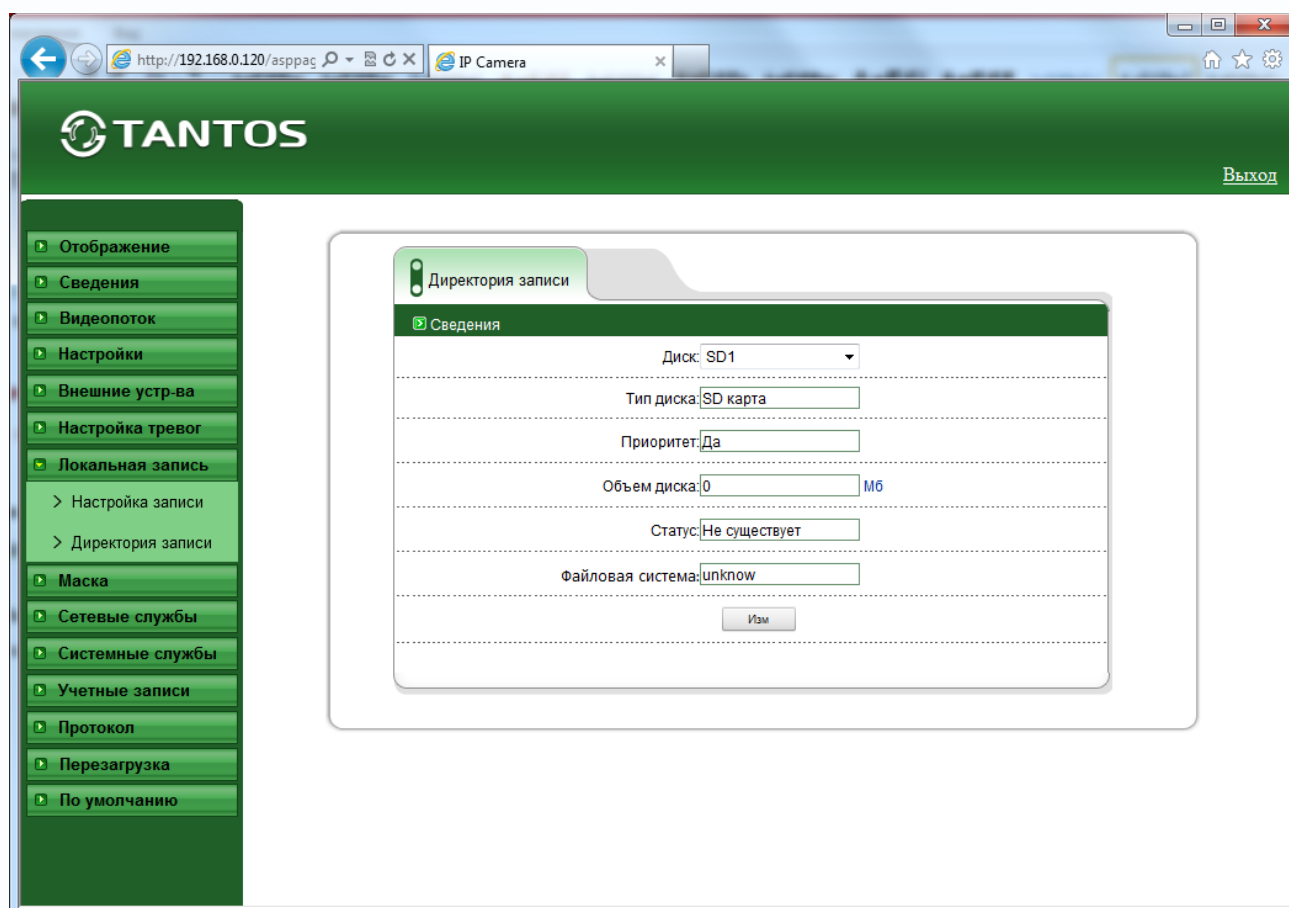 http://192.168.0.120/asppag
IP Camera
TANTOS
Выход
Отображение
Сведения
Видеопоток
Настройки
Внешние устр-ва
Настройка тревог
Локальная запись
> Настройка записи
> Директория записи
Маска
Сетевые службы
Системные службы
Учетные записи
Протокол
Перезагрузка
По умолчанию
Директория записи
Сведения
Диск: SD1
Тип диска: SD карта
Приоритет: Да
Объем диска: 0 Мб
Статус: Не существует
Файловая система: unknow
Изм